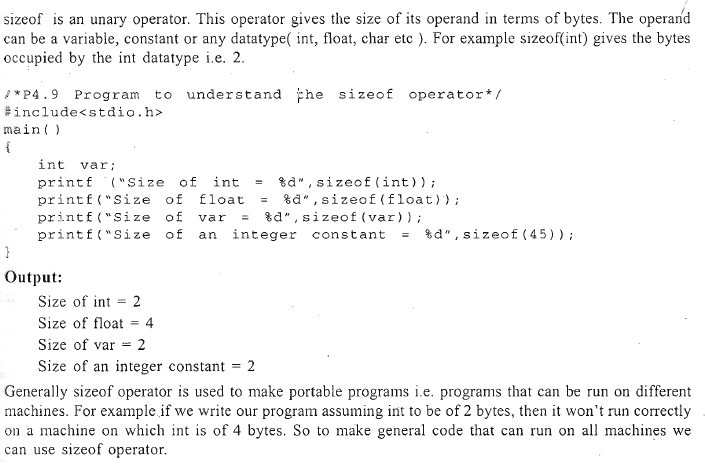 sizeof is an unary operator. This operator gives the size of its operand in terms of bytes. The operand
can be a variable, constant or any datatype( int, float, char etc ). For example sizeof(int) gives the bytes
occupied by the int datatype i.e. 2.
/*P4.9 Program to understand the sizeof operator*/
#include<stdio.h>
main( )
{
int var;
printf ("Size of int = %d",sizeof(int));
printf("Size of float = %d",sizeof(float));
printf("Size of var = %d",sizeof(var));
printf("Size of an integer constant = %d",sizeof(45));
}
Output:
Size of int = 2
Size of float = 4
Size of var = 2
Size of an integer constant = 2
Generally sizeof operator is used to make portable programs i.e. programs that can be run on different
machines. For example if we write our program assuming int to be of 2 bytes, then it won't run correctly
on a machine on which int is of 4 bytes. So to make general code that can run on all machines we
can use sizeof operator.